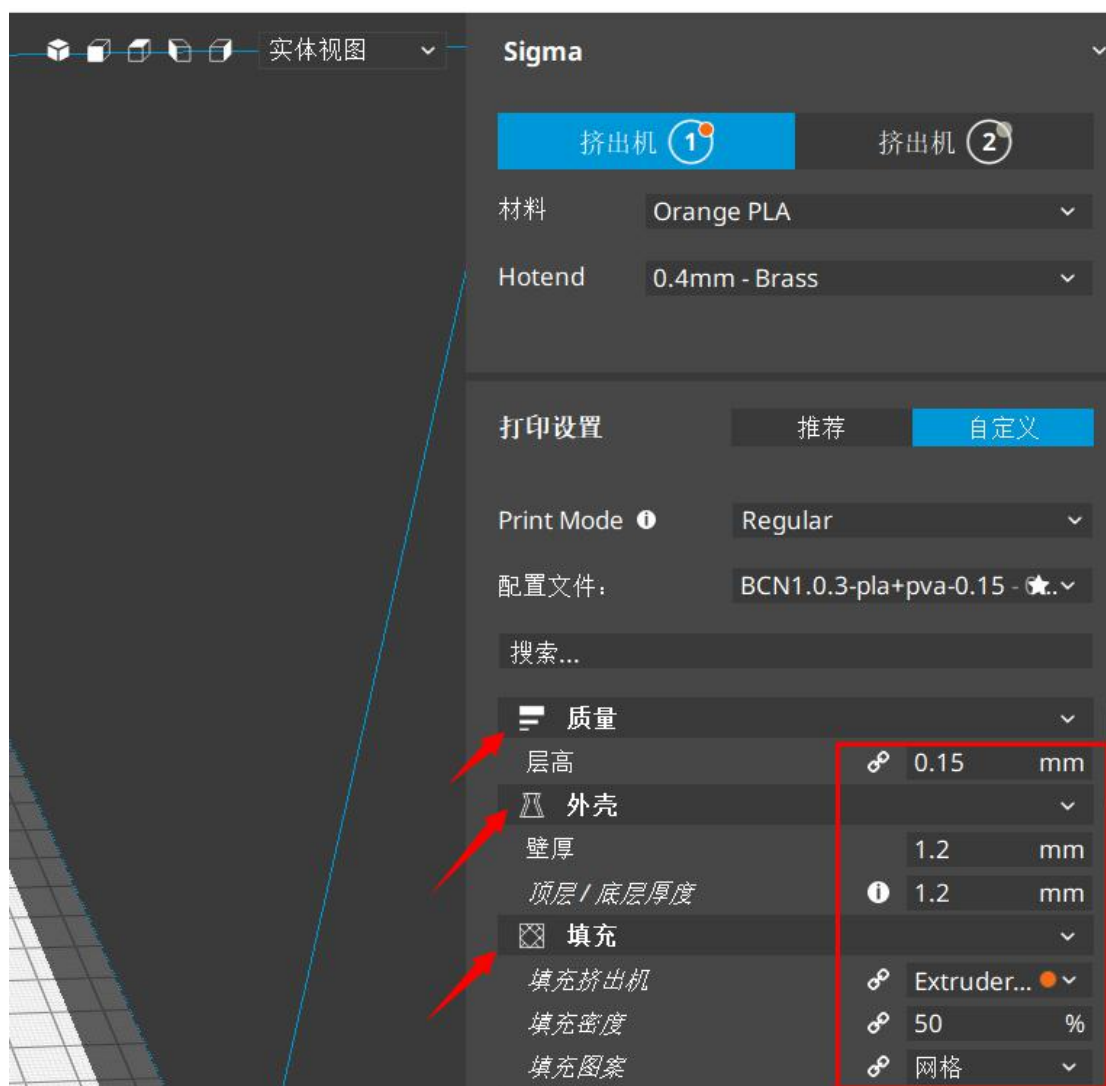 实体视图
Sigma
挤出机 1 挤出机 2
材料 Orange PLA
Hotend 0.4mm - Brass
打印设置 推荐 自定义
Print Mode Regular
配置文件: BCN1.0.3-pla+pva-0.15 -
搜索...
质量
层高 0.15 mm
外壳
壁厚 1.2 mm
顶层/底层厚度 1.2 mm
填充
填充挤出机 Extruder...
填充密度 50 %
填充图案 网格